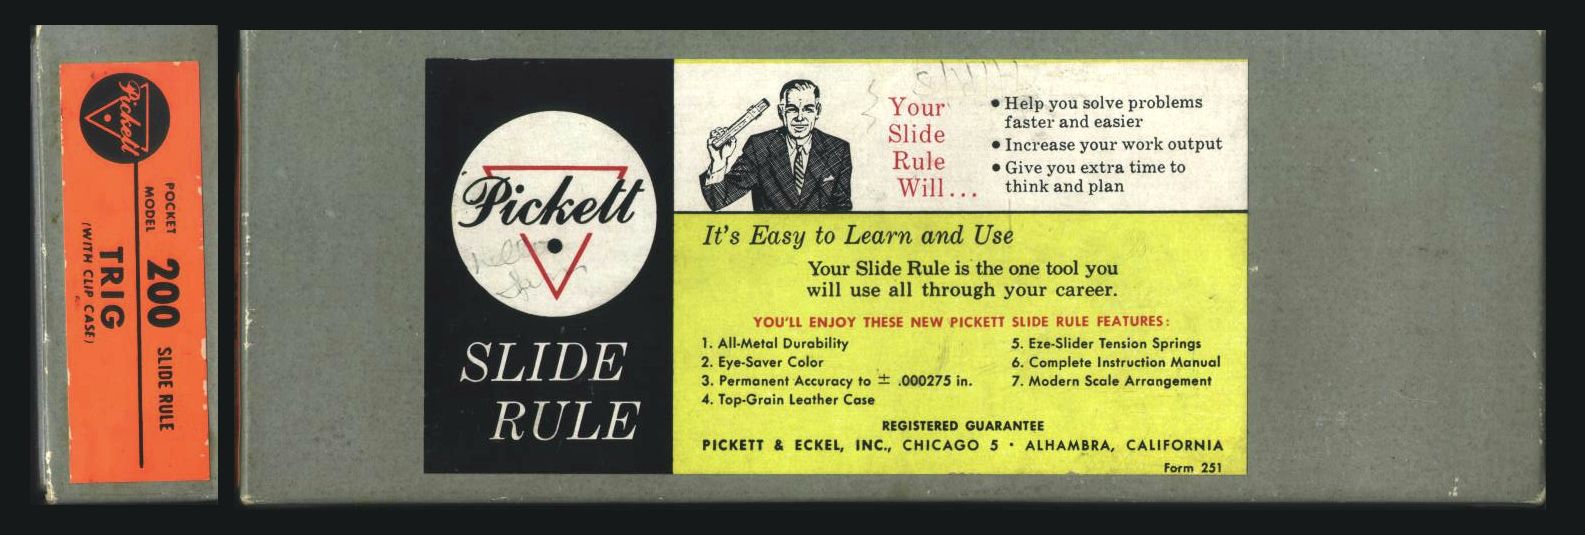 Pickett
POCKET
MODEL 200 SLIDE RULE
TRIG
(WITH CLIP CASE)
Pickett
SLIDE
RULE
Your
Slide
Rule
Will...
• Help you solve problems
faster and easier
• Increase your work output
• Give you extra time to
think and plan
It's Easy to Learn and Use
Your Slide Rule is the one tool you
will use all through your career.
YOU'LL ENJOY THESE NEW PICKETT SLIDE RULE FEATURES:
1. All-Metal Durability
2. Eye-Saver Color
3. Permanent Accuracy to ± .000275 in.
4. Top-Grain Leather Case
5. Eze-Slider Tension Springs
6. Complete Instruction Manual
7. Modern Scale Arrangement
REGISTERED GUARANTEE
PICKETT & ECKEL, INC., CHICAGO 5 · ALHAMBRA, CALIFORNIA
Form 251